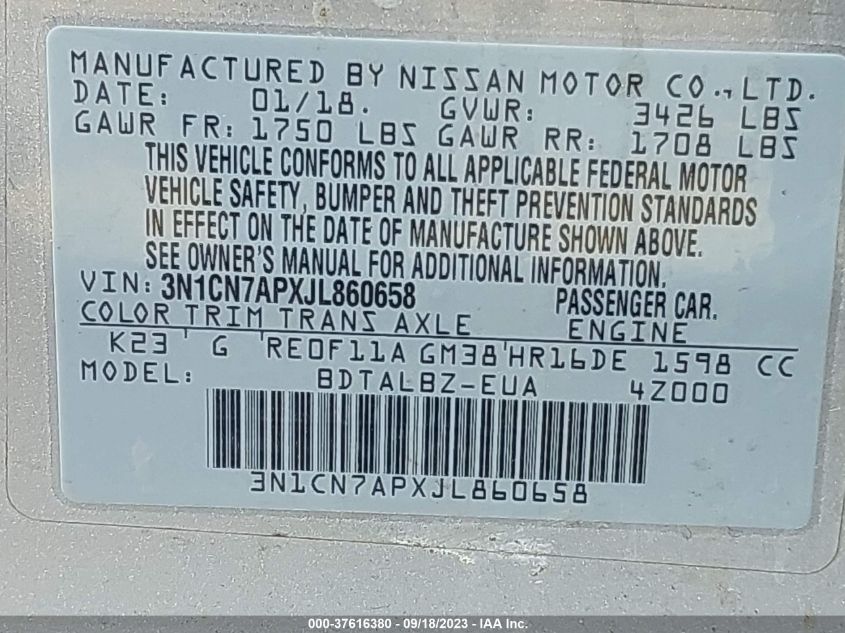 MANUFACTURED BY NISSAN MOTOR CO., LTD.
DATE: 01/18. GVWR: 3426 LBS
GAWR FR: 1750 LBS GAWR RR: 1708 LBS
THIS VEHICLE CONFORMS TO ALL APPLICABLE FEDERAL MOTOR
VEHICLE SAFETY, BUMPER AND THEFT PREVENTION STANDARDS
IN EFFECT ON THE DATE OF MANUFACTURE SHOWN ABOVE.
SEE OWNER'S MANUAL FOR ADDITIONAL INFORMATION.
VIN: 3N1CN7APXJL860658 PASSENGER CAR.
COLOR TRIM TRANS AXLE ENGINE
K23 ' G 'RE0F11A GM38'HR16DE 1598 CC
MODEL: BDTALBZ-EUA 4Z000
3N1CN7APXJL860658
000-37616380 - 09/18/2023 - IAA Inc.